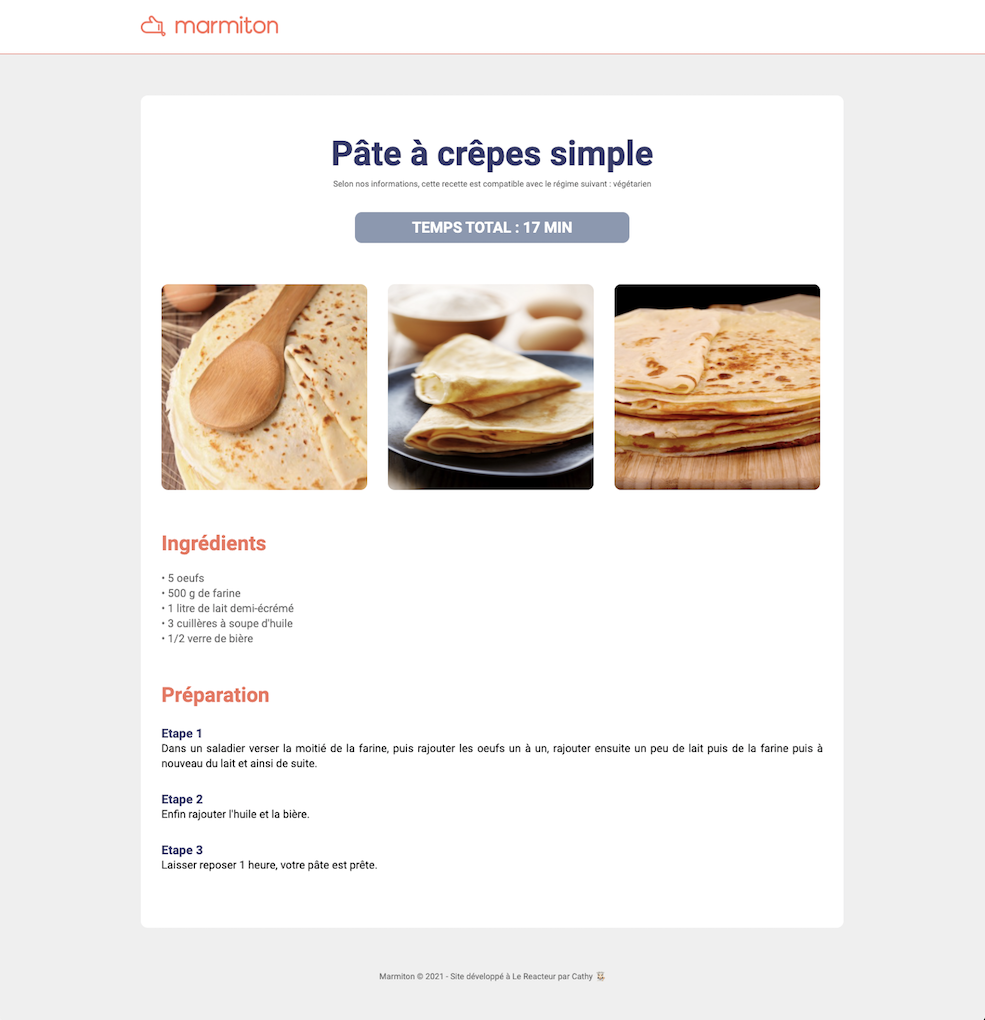 marmiton
Pâte à crêpes simple
Selon nos informations, cette recette est compatible avec le régime suivant : végétarien
TEMPS TOTAL : 17 MIN
Ingrédients
• 5 oeufs
• 500 g de farine
• 1 litre de lait demi-écrémé
• 3 cuillères à soupe d'huile
• 1/2 verre de bière
Préparation
Etape 1
Dans un saladier verser la moitié de la farine, puis rajouter les oeufs un à un, rajouter ensuite un peu de lait puis de la farine puis à
nouveau du lait et ainsi de suite.
Etape 2
Enfin rajouter l'huile et la bière.
Etape 3
Laisser reposer 1 heure, votre pâte est prête.
Marmiton © 2021 - Site développé à Le Reacteur par Cathy